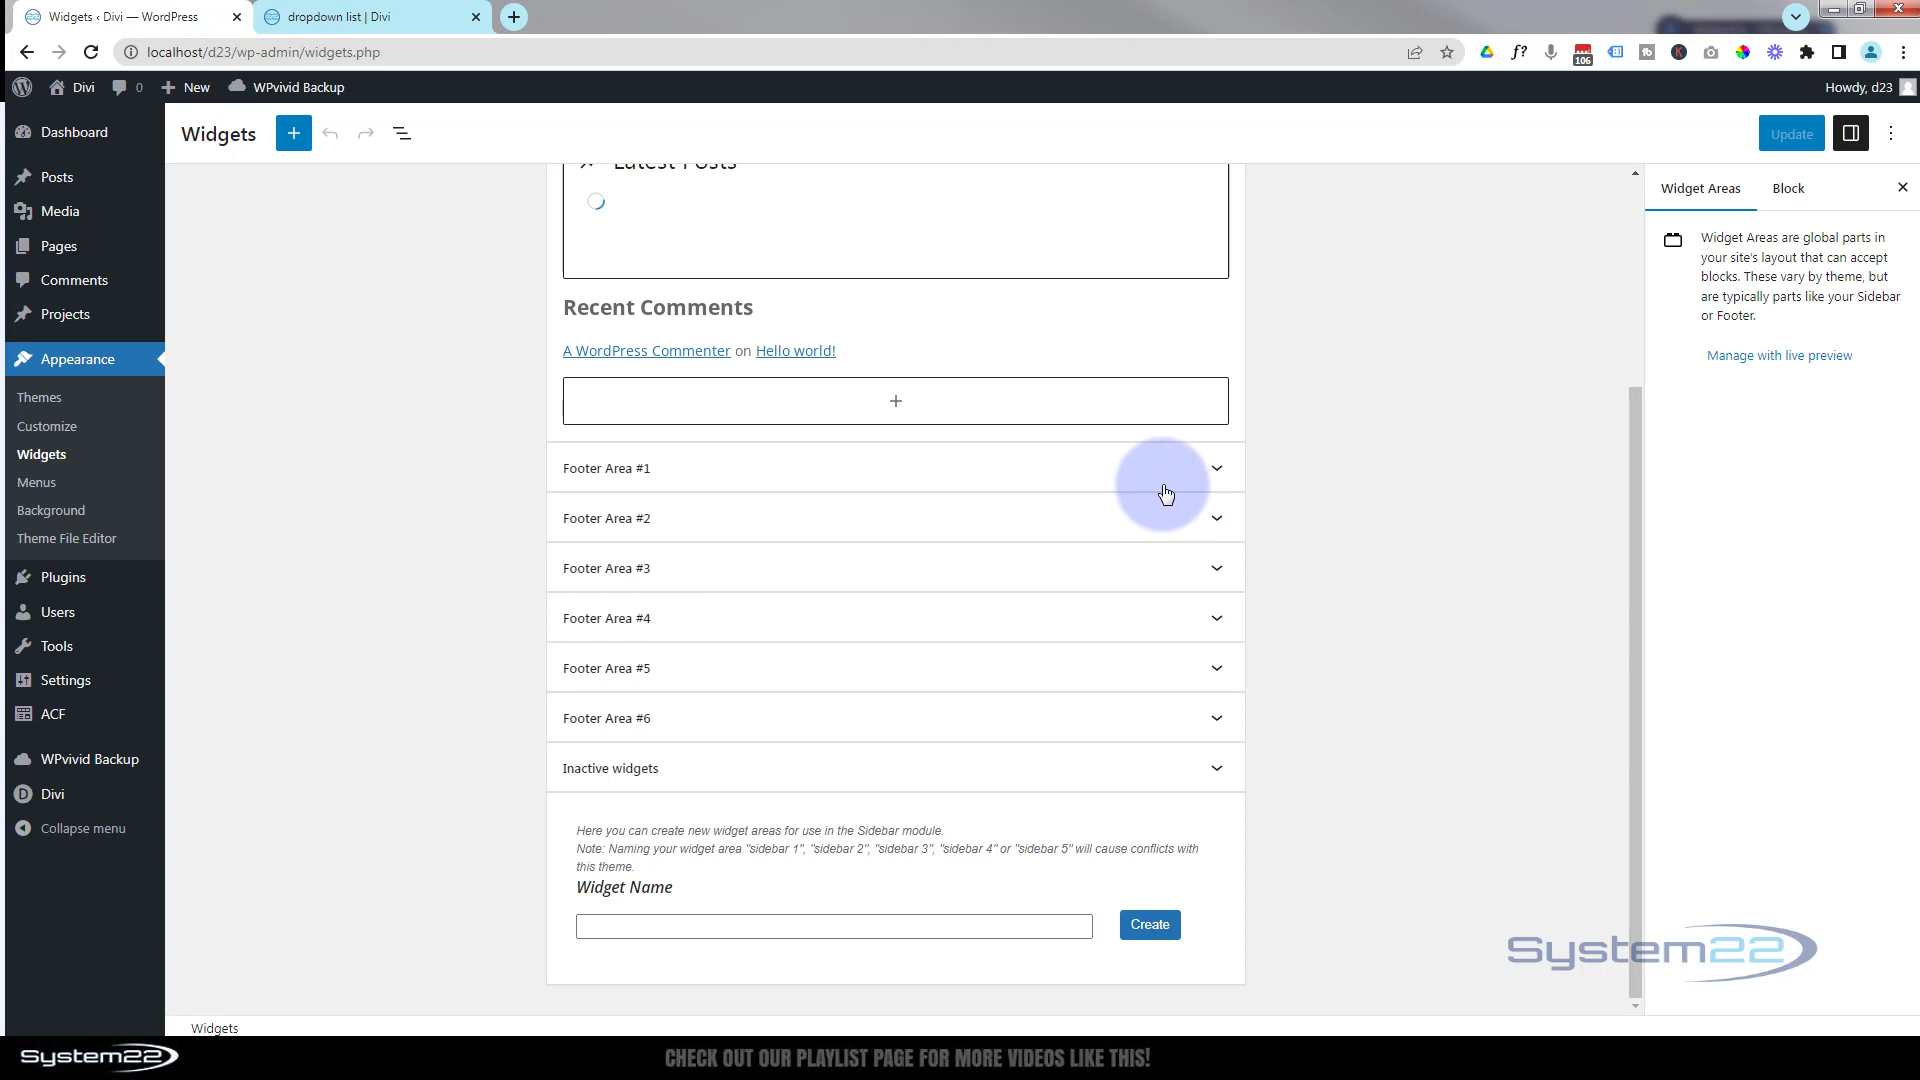 Widgets ‹ Divi — WordPress
dropdown list | Divi
localhost/d23/wp-admin/widgets.php
106
Divi
0
New
WPvivid Backup
Howdy, d23
Dashboard
Posts
Media
Pages
Comments
Projects
Appearance
Themes
Customize
Widgets
Menus
Background
Theme File Editor
Plugins
Users
Tools
Settings
ACF
WPvivid Backup
Divi
Collapse menu
Widgets
Update
Latest Posts
Recent Comments
A WordPress Commenter on Hello world!
Footer Area #1
Footer Area #2
Footer Area #3
Footer Area #4
Footer Area #5
Footer Area #6
Inactive widgets
Here you can create new widget areas for use in the Sidebar module.
Note: Naming your widget area "sidebar 1", "sidebar 2", "sidebar 3", "sidebar 4" or "sidebar 5" will cause conflicts with
this theme.
Widget Name
Create
Widget Areas
Block
Widget Areas are global parts in
your site's layout that can accept
blocks. These vary by theme, but
are typically parts like your Sidebar
or Footer.
Manage with live preview
System22
Widgets
System22
CHECK OUT OUR PLAYLIST PAGE FOR MORE VIDEOS LIKE THIS!